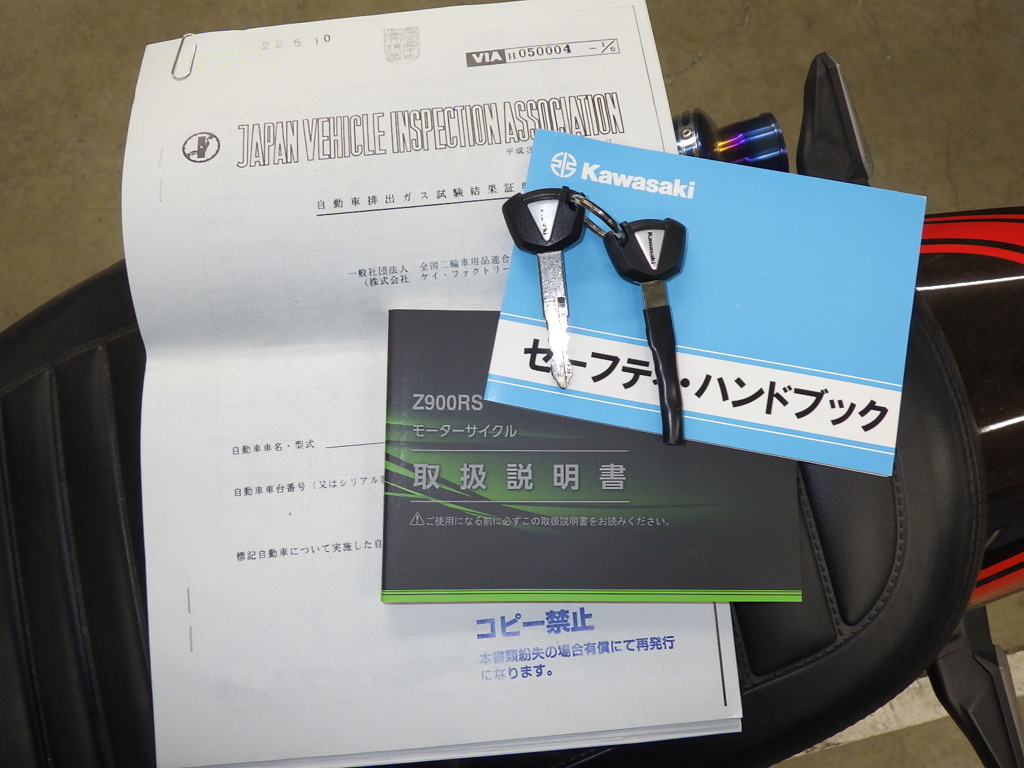 22.5.10
VIA H050004 -1/5
JAPAN VEHICLE INSPECTION ASSOCIATION
平成3
自動車排出ガス試験結果証
一般社団法人 全国二輪車用品連合
(株式会社 ケイ・ファクトリー
自動車車名・型式
自動車車台番号(又はシリアル番
標記自動車について実施した自
コピー禁止
本書類紛失の場合有償にて再発行
になります。
Kawasaki
セーフティ・ハンドブック
Kawasaki
Z900RS
モーターサイクル
取扱説明書
⚠ご使用になる前に必ずこの取扱説明書をお読みください。